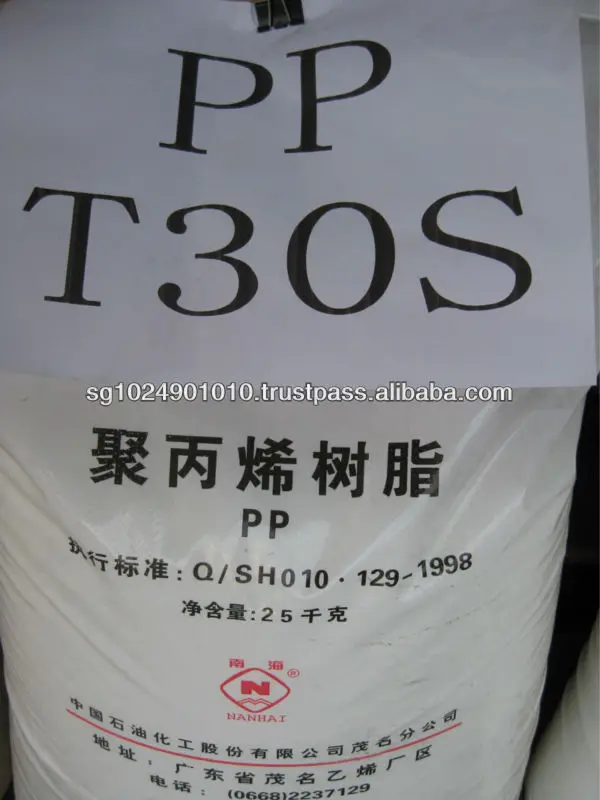 PP
T30S
sg1024901010.trustpass.alibaba.com
聚丙烯树脂
PP
执行标准:Q/SH010·129-1998
净含量:25千克
南海®
N
NANHAI
中国石油化工股份有限公司茂名分公司
地址:广东省茂名乙烯厂区
电话:(0668)2237129